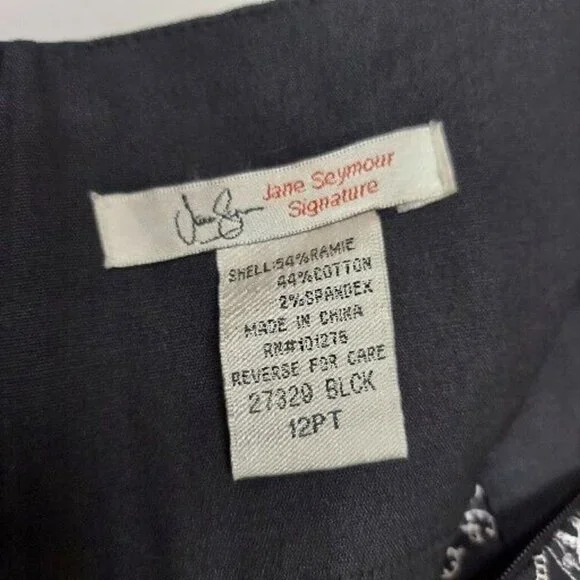 Jane Seymour
Signature
SHELL:54%RAMIE
44%COTTON
2%SPANDEX
MADE IN CHINA
RN#101275
REVERSE FOR CARE
27320 BLCK
12PT